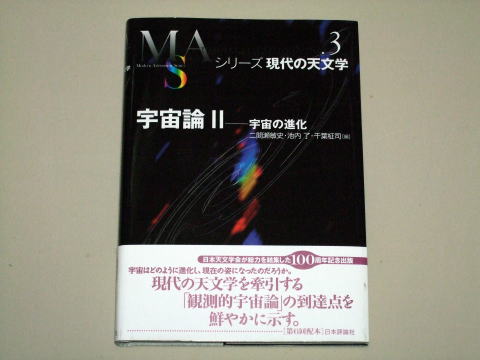 MAS
Modern Astronomy Series
.3
シリーズ 現代の天文学
宇宙論 II——宇宙の進化
二間瀬敏史・池内 了・千葉柾司[編]
日本天文学会が総力を結集した100周年記念出版
宇宙はどのように進化し、現在の姿になったのだろうか。
現代の天文学を牽引する
「観測的宇宙論」の到達点を
鮮やかに示す。
[第6回配本]日本評論社